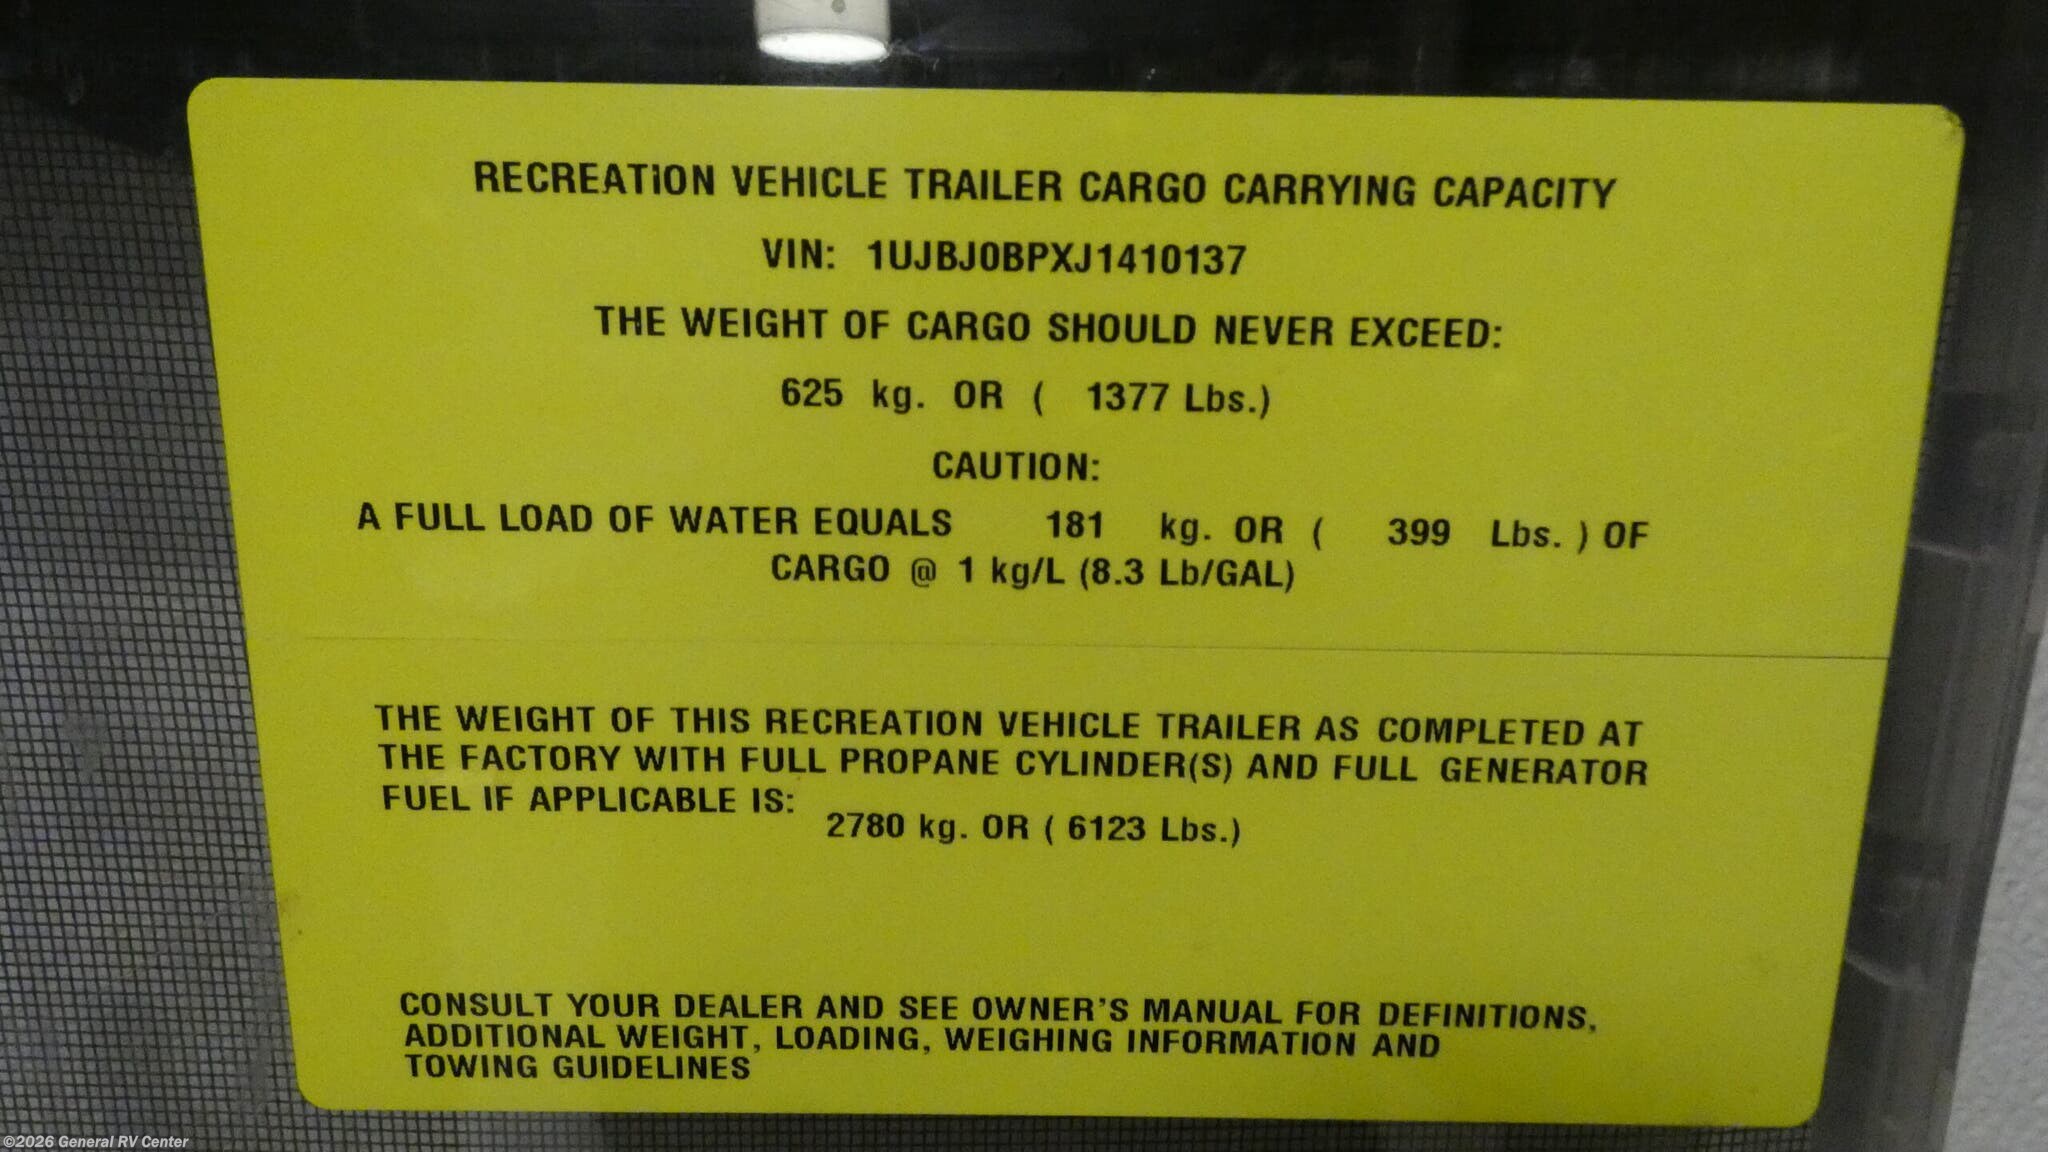 RECREATION VEHICLE TRAILER CARGO CARRYING CAPACITY
VIN: 1UJBJ0BPXJ1410137
THE WEIGHT OF CARGO SHOULD NEVER EXCEED:
625 kg. OR ( 1377 Lbs.)
CAUTION:
A FULL LOAD OF WATER EQUALS 181 kg. OR ( 399 Lbs. ) OF
CARGO @ 1 kg/L (8.3 Lb/GAL)
THE WEIGHT OF THIS RECREATION VEHICLE TRAILER AS COMPLETED AT
THE FACTORY WITH FULL PROPANE CYLINDER(S) AND FULL GENERATOR
FUEL IF APPLICABLE IS:
2780 kg. OR ( 6123 Lbs.)
CONSULT YOUR DEALER AND SEE OWNER'S MANUAL FOR DEFINITIONS,
ADDITIONAL WEIGHT, LOADING, WEIGHING INFORMATION AND
TOWING GUIDELINES
©2026 General RV Center